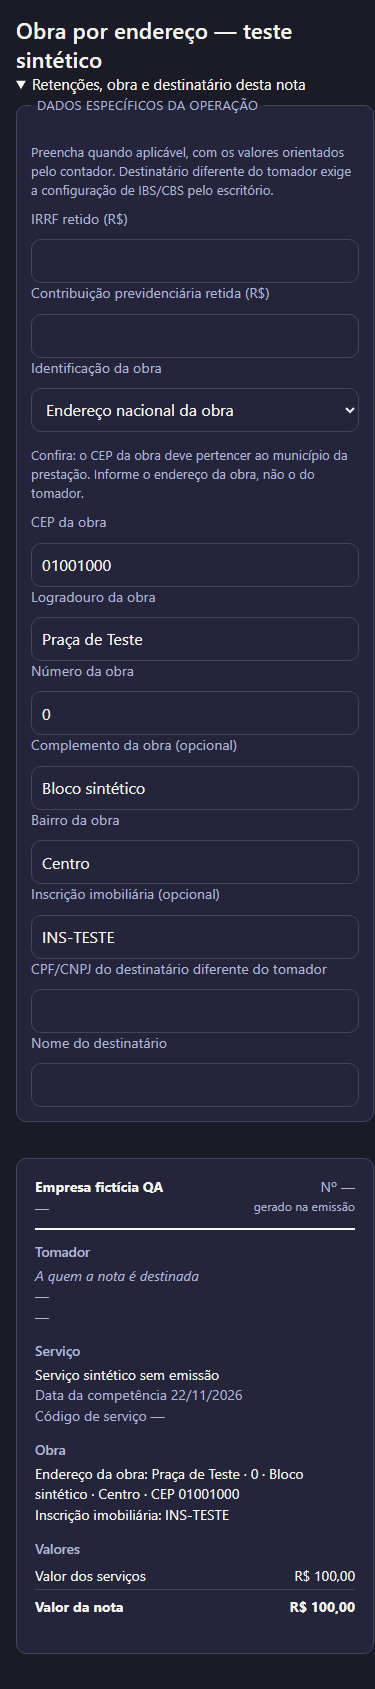 Obra por endereço — teste
sintético
▼ Retenções, obra e destinatário desta nota
DADOS ESPECÍFICOS DA OPERAÇÃO
Preencha quando aplicável, com os valores orientados
pelo contador. Destinatário diferente do tomador exige
a configuração de IBS/CBS pelo escritório.
IRRF retido (R$)
Contribuição previdenciária retida (R$)
Identificação da obra
Endereço nacional da obra
Confira: o CEP da obra deve pertencer ao município da
prestação. Informe o endereço da obra, não o do
tomador.
CEP da obra
01001000
Logradouro da obra
Praça de Teste
Número da obra
0
Complemento da obra (opcional)
Bloco sintético
Bairro da obra
Centro
Inscrição imobiliária (opcional)
INS-TESTE
CPF/CNPJ do destinatário diferente do tomador
Nome do destinatário
Empresa fictícia QA Nº —
— gerado na emissão
Tomador
A quem a nota é destinada
—
—
Serviço
Serviço sintético sem emissão
Data da competência 22/11/2026
Código de serviço —
Obra
Endereço da obra: Praça de Teste · 0 · Bloco
sintético · Centro · CEP 01001000
Inscrição imobiliária: INS-TESTE
Valores
Valor dos serviços R$ 100,00
Valor da nota R$ 100,00